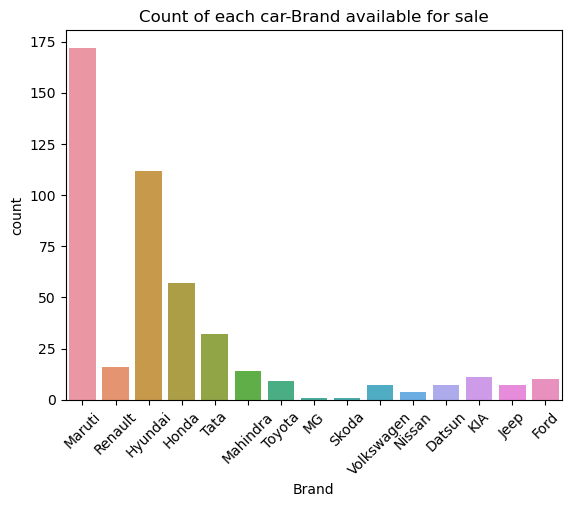 Count of each car-Brand available for sale
175
150
125
100
75
50
25
0
count
Maruti
Renault
Hyundai
Honda
Tata
Mahindra
Toyota
MG
Skoda
Volkswagen
Nissan
Datsun
KIA
Jeep
Ford
Brand